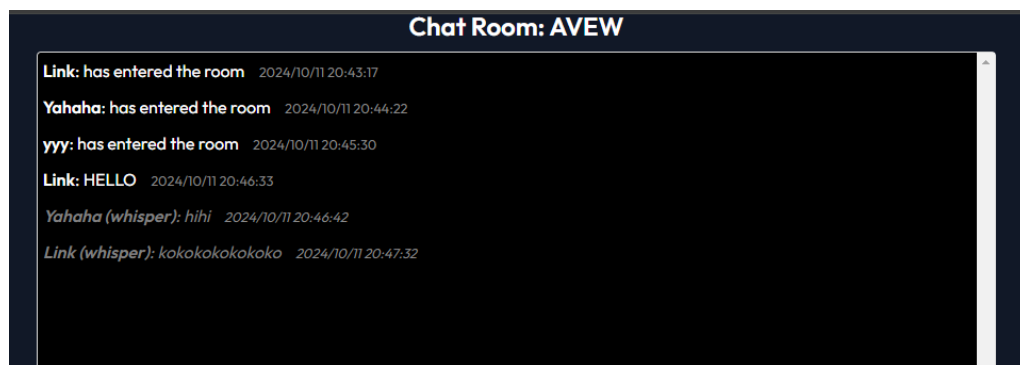 Chat Room: AVEW
Link: has entered the room 2024/10/11 20:43:17
Yahaha: has entered the room 2024/10/11 20:44:22
yyy: has entered the room 2024/10/11 20:45:30
Link: HELLO 2024/10/11 20:46:33
Yahaha (whisper): hihi 2024/10/11 20:46:42
Link (whisper): kokokokokokoko 2024/10/11 20:47:32